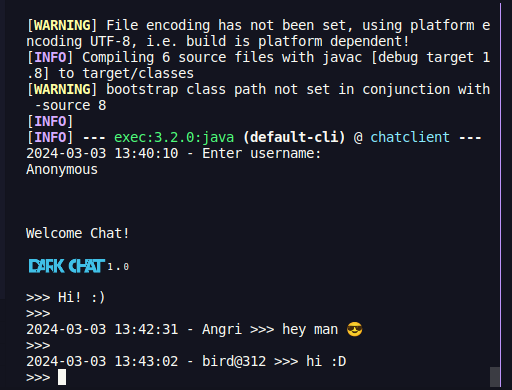 [WARNING] File encoding has not been set, using platform e
ncoding UTF-8, i.e. build is platform dependent!
[INFO] Compiling 6 source files with javac [debug target 1
.8] to target/classes
[WARNING] bootstrap class path not set in conjunction with
 -source 8
[INFO]
[INFO] --- exec:3.2.0:java (default-cli) @ chatclient ---
2024-03-03 13:40:10 - Enter username:
Anonymous
Welcome Chat!
DARK CHAT 1.0
>>> Hi! :)
>>>
2024-03-03 13:42:31 - Angri >>> hey man 😎
>>>
2024-03-03 13:43:02 - bird@312 >>> hi :D
>>>